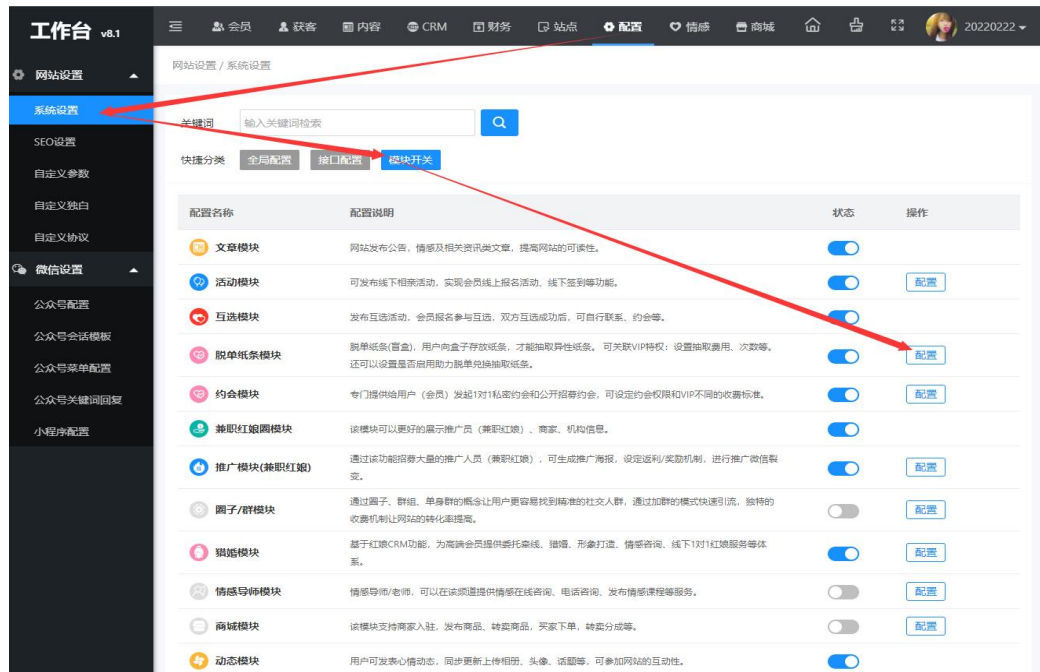 工作台 v8.1
会员 获客 内容 CRM 财务 站点 配置 情感 商城 20220222
网站设置
系统设置
SEO设置
自定义参数
自定义独白
自定义协议
微信设置
公众号配置
公众号会话模板
公众号菜单配置
公众号关键词回复
小程序配置
网站设置 / 系统设置
关键词 输入关键词检索
快捷分类 全局配置 接口配置 模块开关
配置名称 配置说明 状态 操作
文章模块 网站发布公告,情感及相关资讯类文章,提高网站的可读性。
活动模块 可发布线下相亲活动,实现会员线上报名活动、线下签到等功能。 配置
互选模块 发布互选活动,会员报名参与互选,双方互选成功后,可自行联系、约会等。
脱单纸条模块 脱单纸条(盲盒),用户向盒子存放纸条,才能抽取异性纸条。 可关联VIP特权:设置抽取费用、次数等。 配置
还可以设置是否启用助力脱单兑换抽取纸条。
约会模块 专门提供给用户(会员)发起1对1私密约会和公开招募约会,可设定约会权限和VIP不同的收费标准。 配置
兼职红娘圈模块 该模块可以更好的展示推广员(兼职红娘)、商家、机构信息。
推广模块(兼职红娘) 通过该功能招募大量的推广人员(兼职红娘),可生成推广海报,设定返利/奖励机制,进行推广微信裂 配置
变。
圈子/群模块 通过圈子、群组、单身群的概念让用户更容易找到精准的社交人群,通过加群的模式快速引流,独特的 配置
收费机制让网站的转化率提高。
猎婚模块 基于红娘CRM功能,为高端会员提供委托牵线、猎婚、形象打造、情感咨询、线下1对1红娘服务等体 配置
系。
情感导师模块 情感导师/老师,可以在该频道提供情感在线咨询、电话咨询、发布情感课程等服务。 配置
商城模块 该模块支持商家入驻,发布商品、转卖商品,买家下单,转卖分成等。 配置
动态模块 用户可发表心情动态,同步更新上传相册、头像、话题等,可参加网站的互动性。